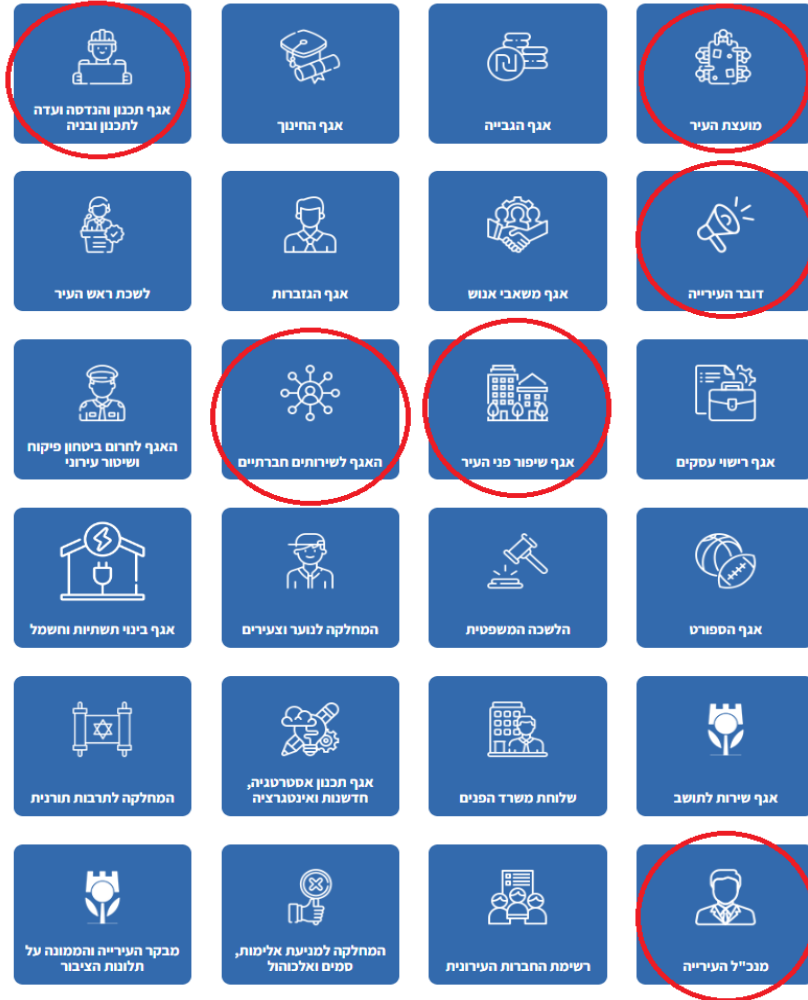 מועצת העיר
אגף הגבייה
אגף החינוך
אגף תכנון והנדסה ועדה
לתכנון ובניה
דובר העירייה
אגף משאבי אנוש
אגף הגזברות
לשכת ראש העיר
אגף רישוי עסקים
אגף שיפור פני העיר
האגף לשירותים חברתיים
האגף לחרום ביטחון פיקוח
ושיטור עירוני
אגף הספורט
הלשכה המשפטית
המחלקה לנוער וצעירים
אגף בינוי תשתיות וחשמל
אגף שירות לתושב
שלוחת משרד הפנים
אגף תכנון אסטרטגיה,
חדשנות ואינטגרציה
המחלקה לתרבות תורנית
מנכ"ל העירייה
רשימת החברות העירונית
המחלקה למניעת אלימות,
סמים ואלכוהול
מבקר העירייה והממונה על
תלונות הציבור